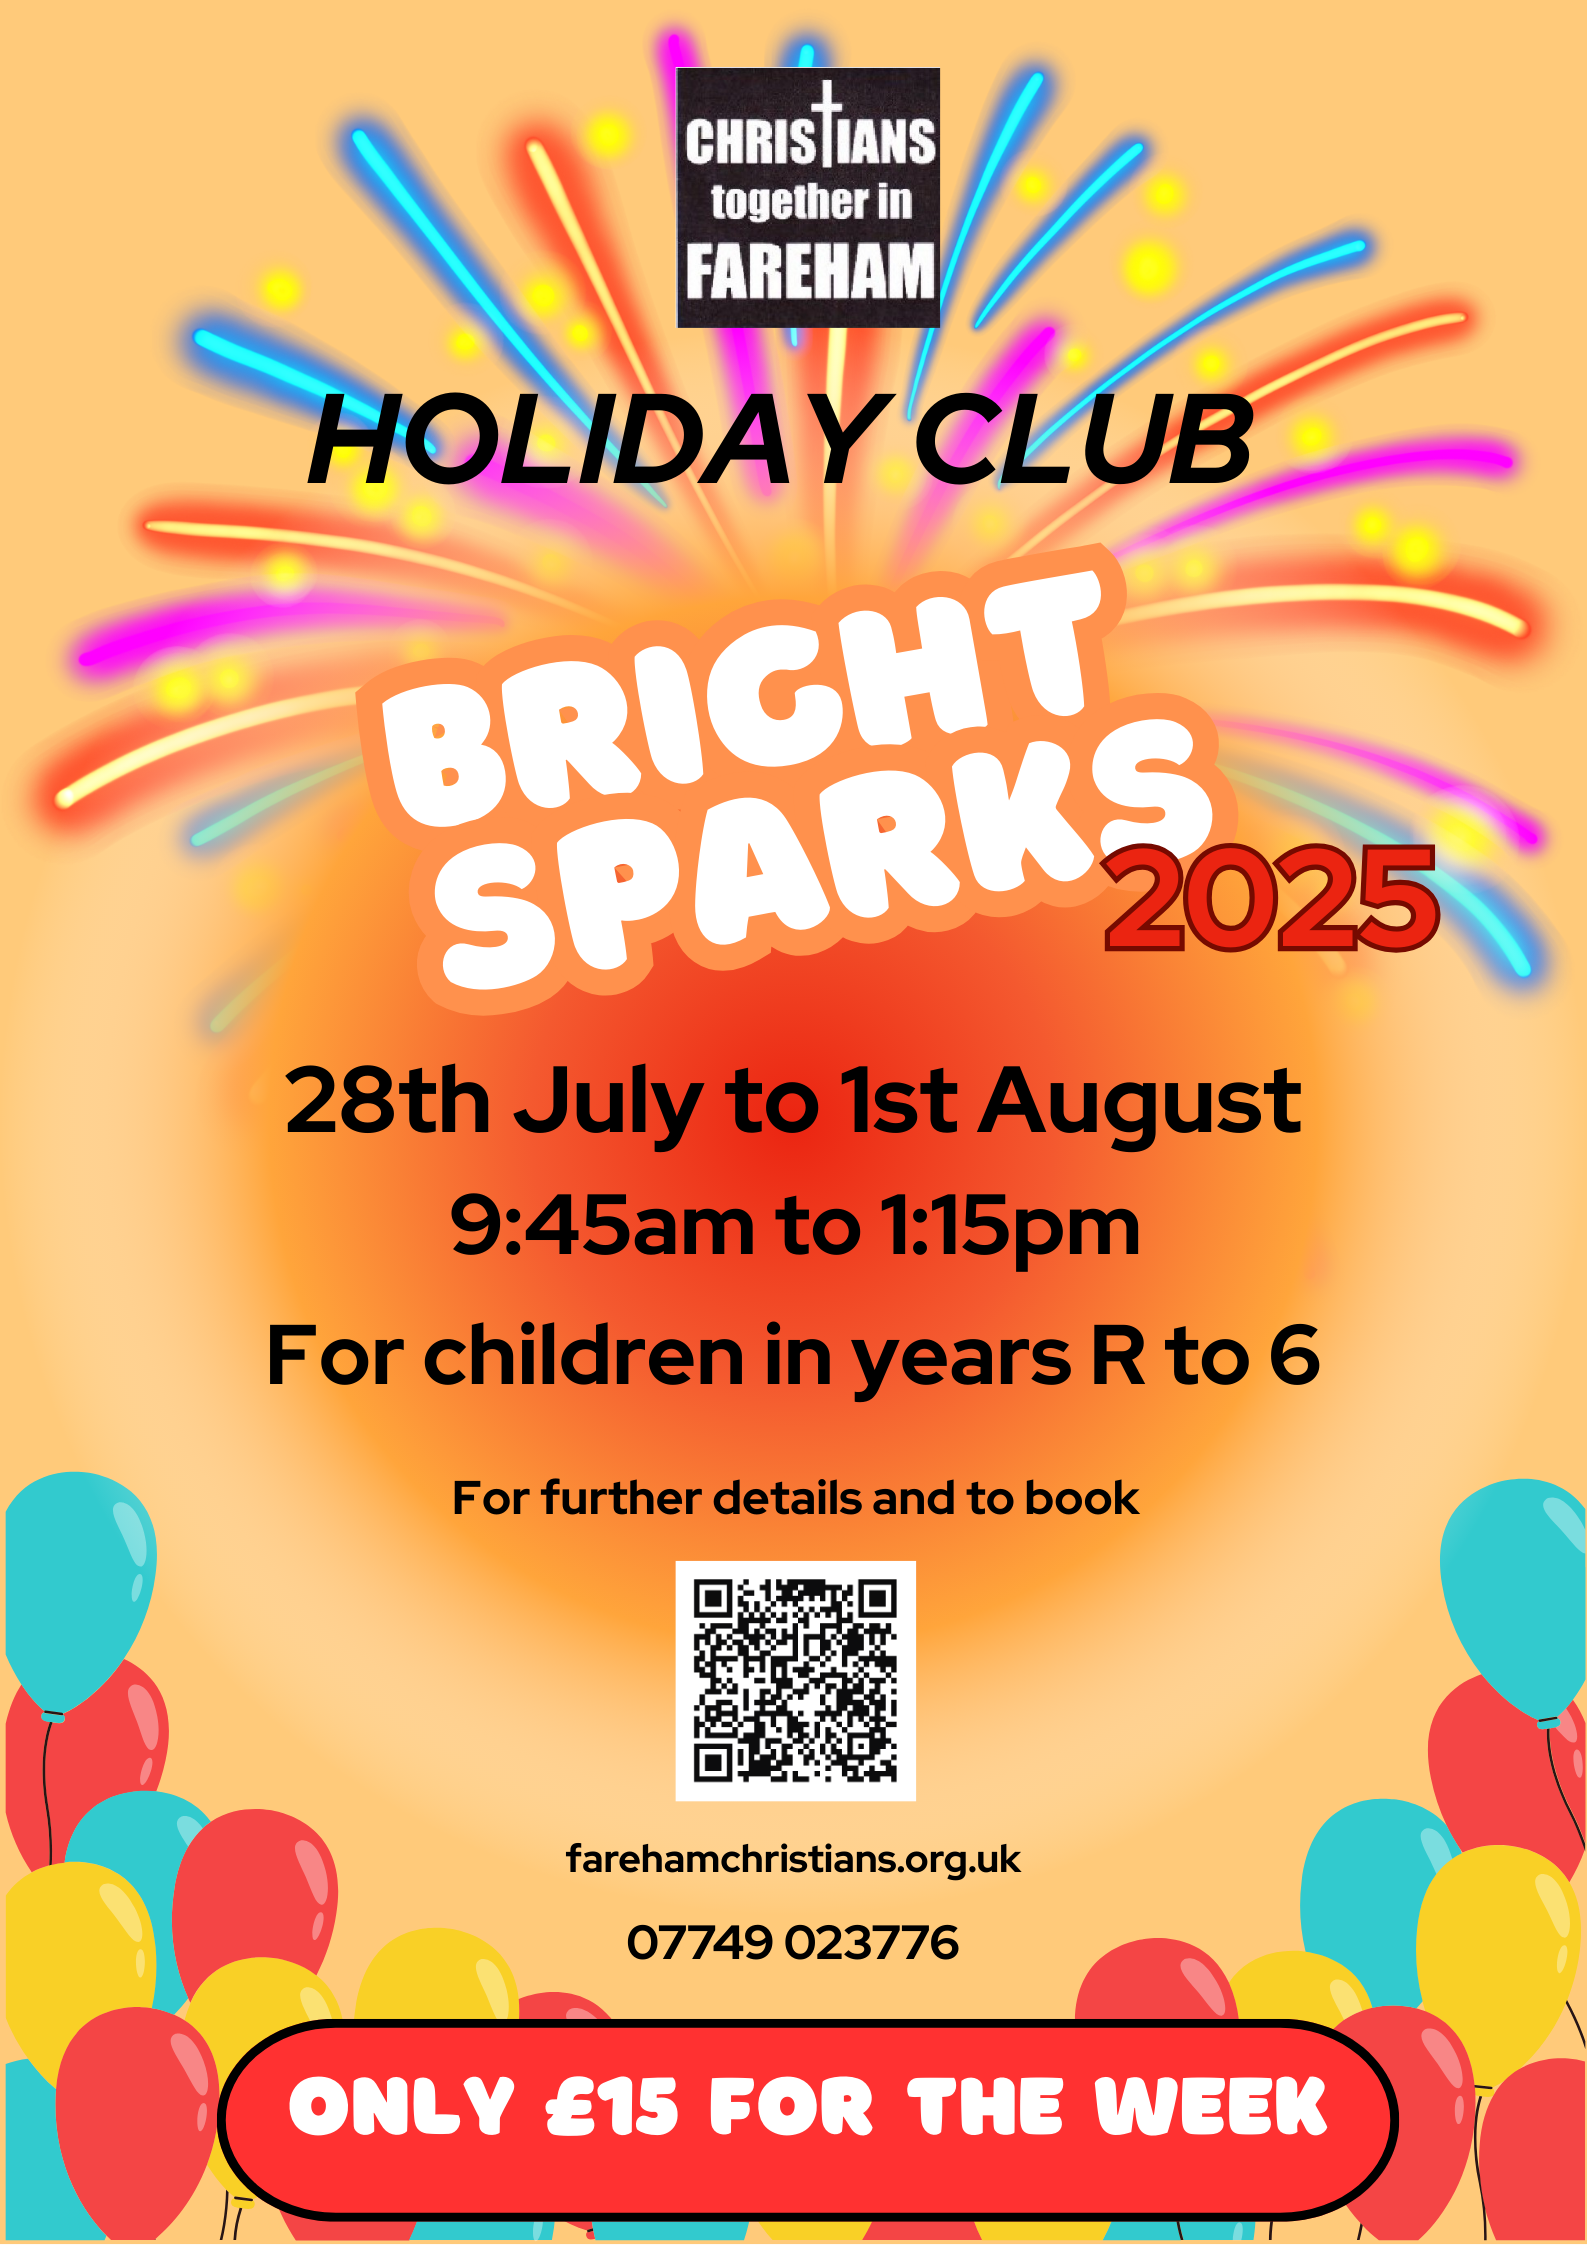 CHRISTIANS
together in
FAREHAM
HOLIDAY CLUB
BRIGHT
SPARKS
2025
28th July to 1st August
9:45am to 1:15pm
For children in years R to 6
For further details and to book
farehamchristians.org.uk
07749 023776
ONLY £15 FOR THE WEEK